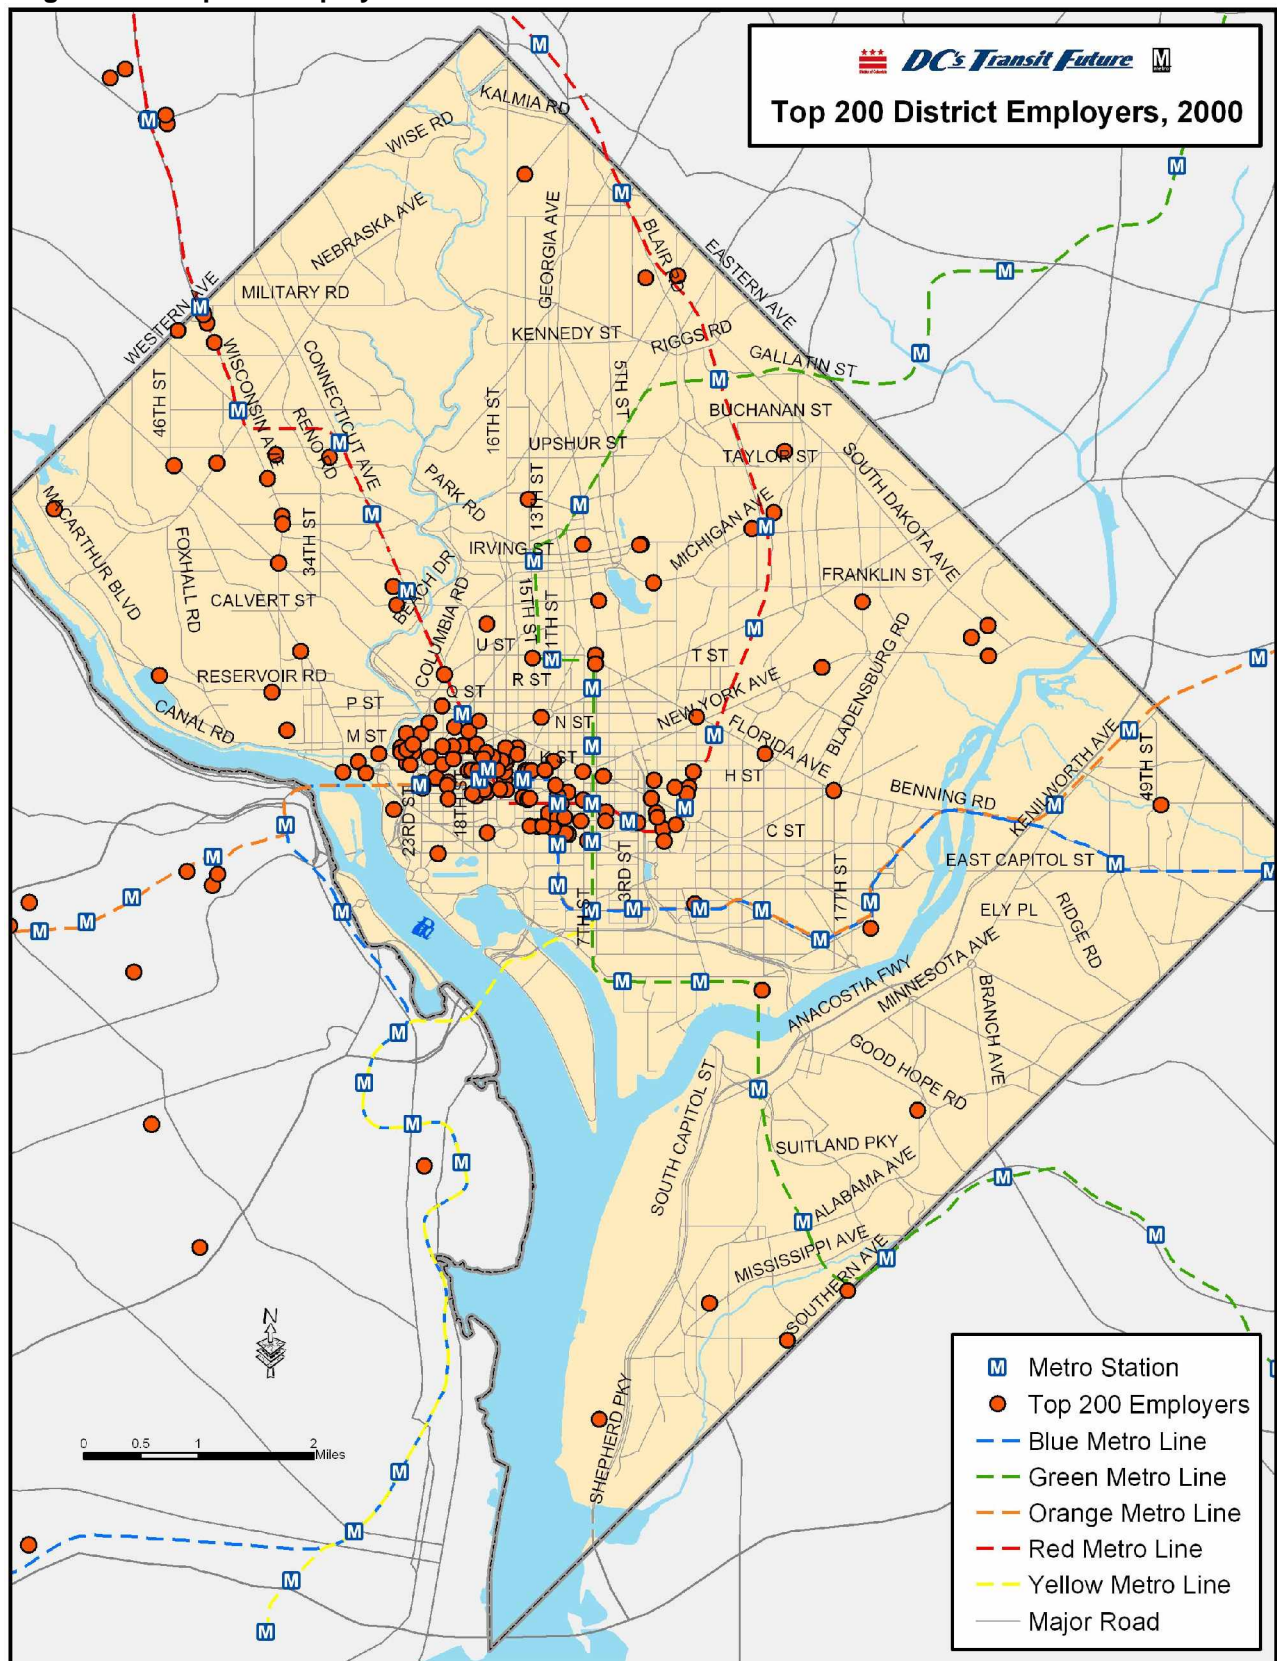 DC's Transit Future
Top 200 District Employers, 2000
KALMIA RD
WISE RD
NEBRASKA AVE
GEORGIA AVE
BLAIR RD
EASTERN AVE
MILITARY RD
WESTERN AVE
KENNEDY ST
RIGGS RD
GALLATIN ST
WISCONSIN AVE
CONNECTICUT AVE
46TH ST
RENO RD
16TH ST
5TH ST
BUCHANAN ST
UPSHUR ST
TAYLOR ST
SOUTH DAKOTA AVE
PARK RD
13TH ST
MICHIGAN AVE
MACARTHUR BLVD
FOXHALL RD
34TH ST
IRVING ST
BEACH DR
FRANKLIN ST
CALVERT ST
COLUMBIA RD
15TH ST
11TH ST
U ST
T ST
BLADENSBURG RD
RESERVOIR RD
R ST
Q ST
P ST
NEW YORK AVE
CANAL RD
M ST
N ST
FLORIDA AVE
K ST
H ST
KENILWORTH AVE
49TH ST
BENNING RD
23RD ST
18TH ST
C ST
3RD ST
17TH ST
EAST CAPITOL ST
7TH ST
ELY PL
RIDGE RD
MINNESOTA AVE
ANACOSTIA FWY
BRANCH AVE
GOOD HOPE RD
SOUTH CAPITOL ST
SUITLAND PKY
ALABAMA AVE
MISSISSIPPI AVE
SOUTHERN AVE
SHEPHERD PKY
N
0 0.5 1 2
Miles
M Metro Station
Top 200 Employers
Blue Metro Line
Green Metro Line
Orange Metro Line
Red Metro Line
Yellow Metro Line
Major Road